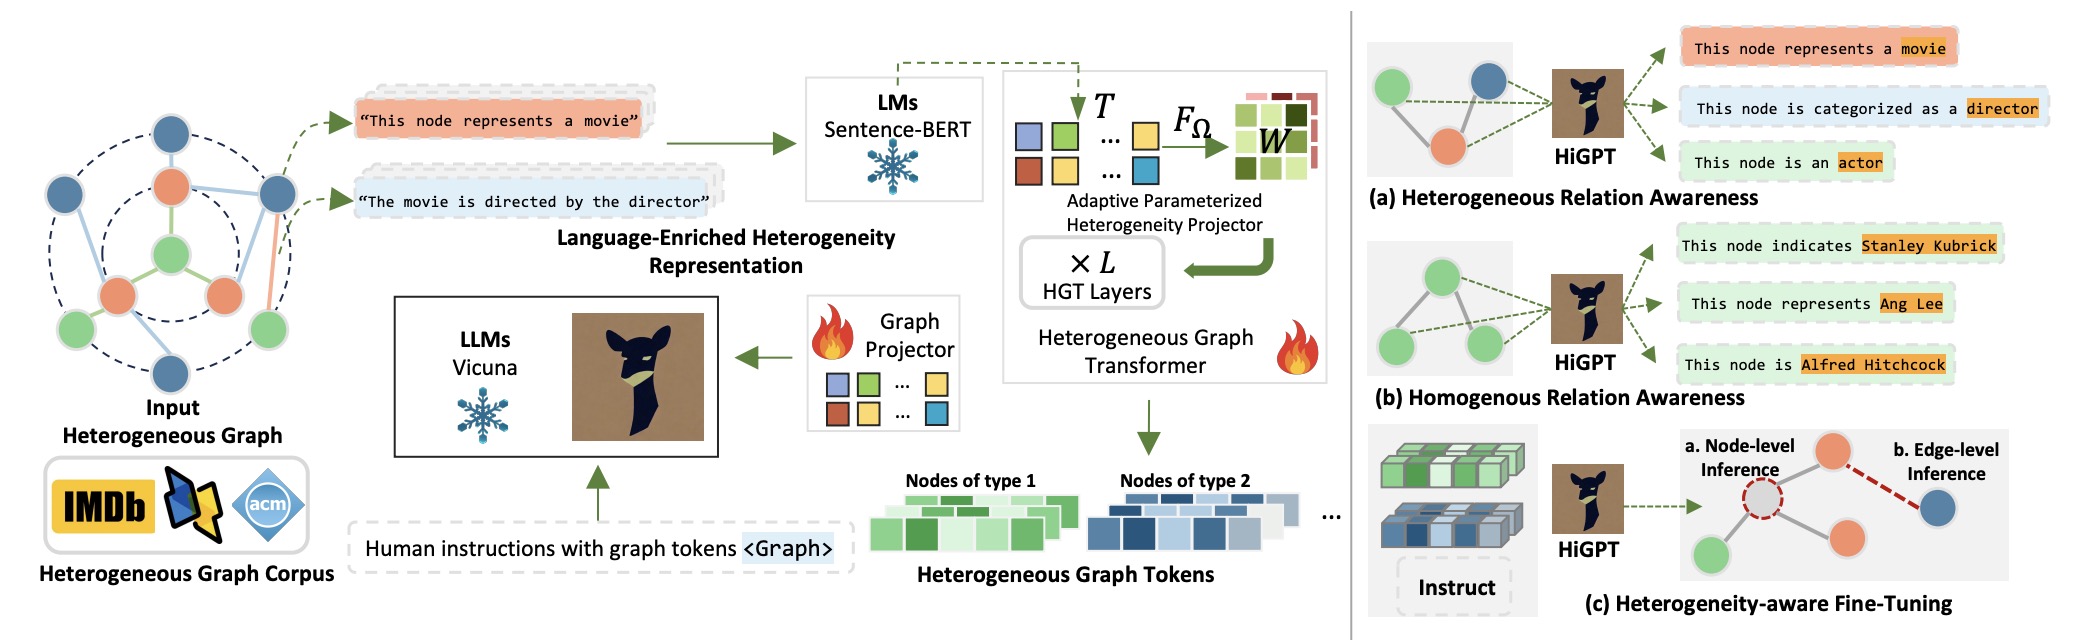 “This node represents a movie”
“The movie is directed by the director”
Language-Enriched Heterogeneity
Representation
Input
Heterogeneous Graph
IMDb
acm
Heterogeneous Graph Corpus
LMs
Sentence-BERT
T
F_Ω
W
Adaptive Parameterized
Heterogeneity Projector
× L
HGT Layers
Heterogeneous Graph
Transformer
LLMs
Vicuna
Graph
Projector
...
...
Human instructions with graph tokens <Graph>
Nodes of type 1
Nodes of type 2
...
Heterogeneous Graph Tokens
HiGPT
This node represents a movie
This node is categorized as a director
This node is an actor
(a) Heterogeneous Relation Awareness
HiGPT
This node indicates Stanley Kubrick
This node represents Ang Lee
This node is Alfred Hitchcock
(b) Homogenous Relation Awareness
Instruct
HiGPT
a. Node-level
Inference
b. Edge-level
Inference
(c) Heterogeneity-aware Fine-Tuning